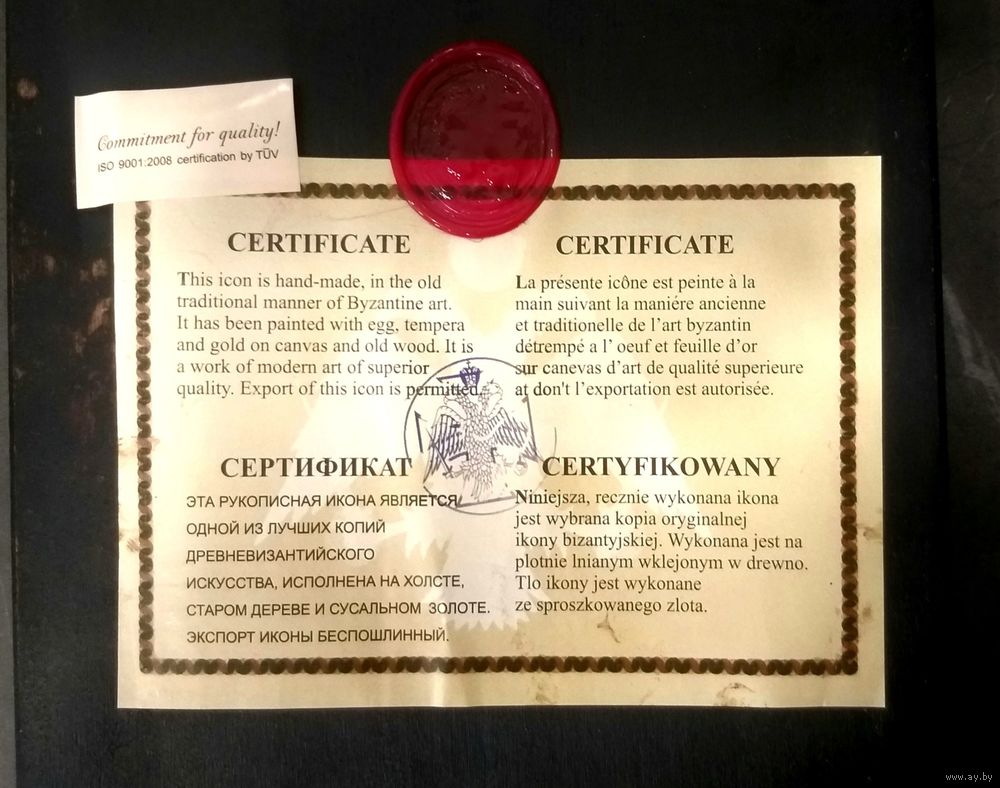 Commitment for quality!
ISO 9001:2008 certification by TÜV
CERTIFICATE
This icon is hand-made, in the old
traditional manner of Byzantine art.
It has been painted with egg, tempera
and gold on canvas and old wood. It is
a work of modern art of superior
quality. Export of this icon is permitted.
CERTIFICATE
La présente icône est peinte à la
main suivant la maniére ancienne
et traditionelle de l'art byzantin
détrempé a l' oeuf et feuille d'or
sur canevas d'art de qualité superieure
at don't l'exportation est autorisée.
СЕРТИФИКАТ
ЭТА РУКОПИСНАЯ ИКОНА ЯВЛЯЕТСЯ
ОДНОЙ ИЗ ЛУЧШИХ КОПИЙ
ДРЕВНЕВИЗАНТИЙСКОГО
ИСКУССТВА, ИСПОЛНЕНА НА ХОЛСТЕ,
СТАРОМ ДЕРЕВЕ И СУСАЛЬНОМ ЗОЛОТЕ.
ЭКСПОРТ ИКОНЫ БЕСПОШЛИННЫЙ.
CERTYFIKOWANY
Niniejsza, recznie wykonana ikona
jest wybrana kopia oryginalnej
ikony bizantyjskiej. Wykonana jest na
plotnie lnianym wklejonym w drewno.
Tlo ikony jest wykonane
ze sproszkowanego zlota.
www.ay.by